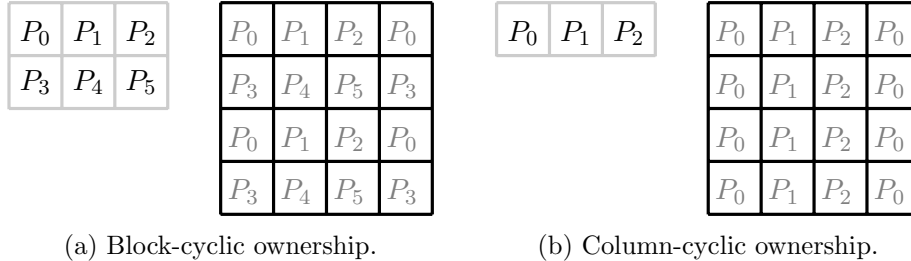 P0 P1 P2 P0 P1 P2 P0 P0 P1 P2 P0 P1 P2 P0
P3 P4 P5 P3 P4 P5 P3 P0 P1 P2 P0
P0 P1 P2 P0 P0 P1 P2 P0
P3 P4 P5 P3 P0 P1 P2 P0
(a) Block-cyclic ownership. (b) Column-cyclic ownership.